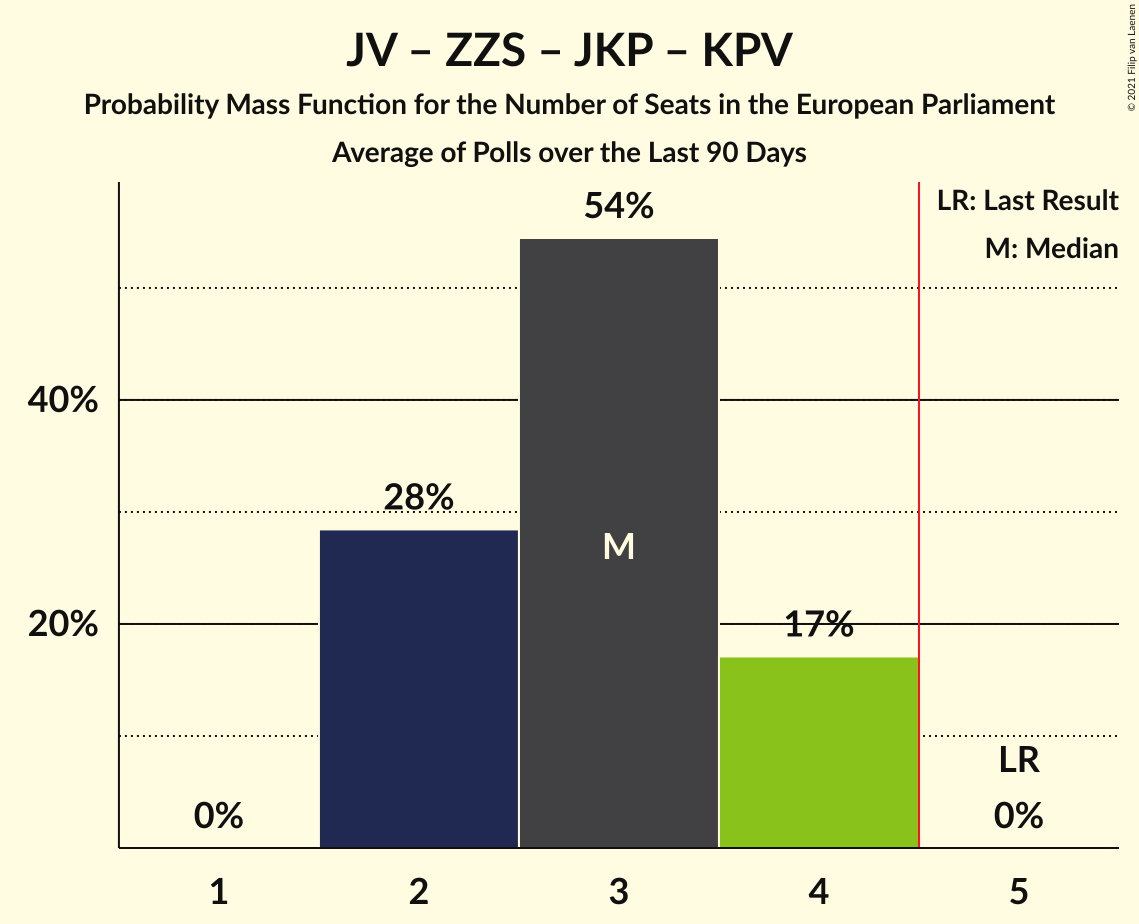 JV – ZZS – JKP – KPV
Probability Mass Function for the Number of Seats in the European Parliament
Average of Polls over the Last 90 Days
© 2021 Filip van Laenen
LR: Last Result
M: Median
54%
40%
28%
M
20%
17%
LR
0%
0%
1
2
3
4
5